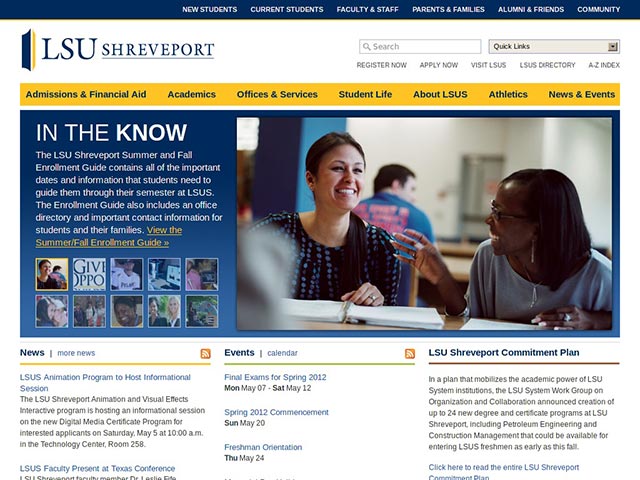 NEW STUDENTS CURRENT STUDENTS FACULTY & STAFF PARENTS & FAMILIES ALUMNI & FRIENDS COMMUNITY
LSU SHREVEPORT
Search
Quick Links
REGISTER NOW APPLY NOW VISIT LSUS LSUS DIRECTORY A-Z INDEX
Admissions & Financial Aid Academics Offices & Services Student Life About LSUS Athletics News & Events
IN THE KNOW
The LSU Shreveport Summer and Fall
Enrollment Guide contains all of the important
dates and information that students need to
guide them through their semester at LSUS.
The Enrollment Guide also includes an office
directory and important contact information for
students and their families. View the
Summer/Fall Enrollment Guide »
GIVE
OPPO
News | more news
LSUS Animation Program to Host Informational
Session
The LSU Shreveport Animation and Visual Effects
Interactive program is hosting an informational session
on the new Digital Media Certificate Program for
interested applicants on Saturday, May 5 at 10:00 a.m.
in the Technology Center, Room 258.
LSUS Faculty Present at Texas Conference
LSU Shreveport faculty member Dr. Leslie Fife
Events | calendar
Final Exams for Spring 2012
Mon May 07 - Sat May 12
Spring 2012 Commencement
Sun May 20
Freshman Orientation
Thu May 24
LSU Shreveport Commitment Plan
In a plan that mobilizes the academic power of LSU
System institutions, the LSU System Work Group on
Organization and Collaboration announced creation of
up to 24 new degree and certificate programs at LSU
Shreveport, including Petroleum Engineering and
Construction Management that could be available for
entering LSUS freshmen as early as this fall.
Click here to read the entire LSU Shreveport
Commitment Plan